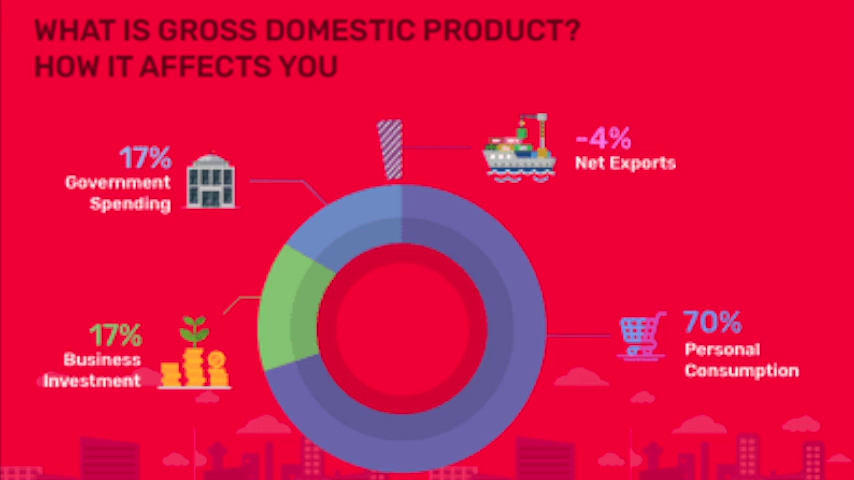 WHAT IS GROSS DOMESTIC PRODUCT?
HOW IT AFFECTS YOU
17%
Government
Spending
-4%
Net Exports
17%
Business
Investment
70%
Personal
Consumption